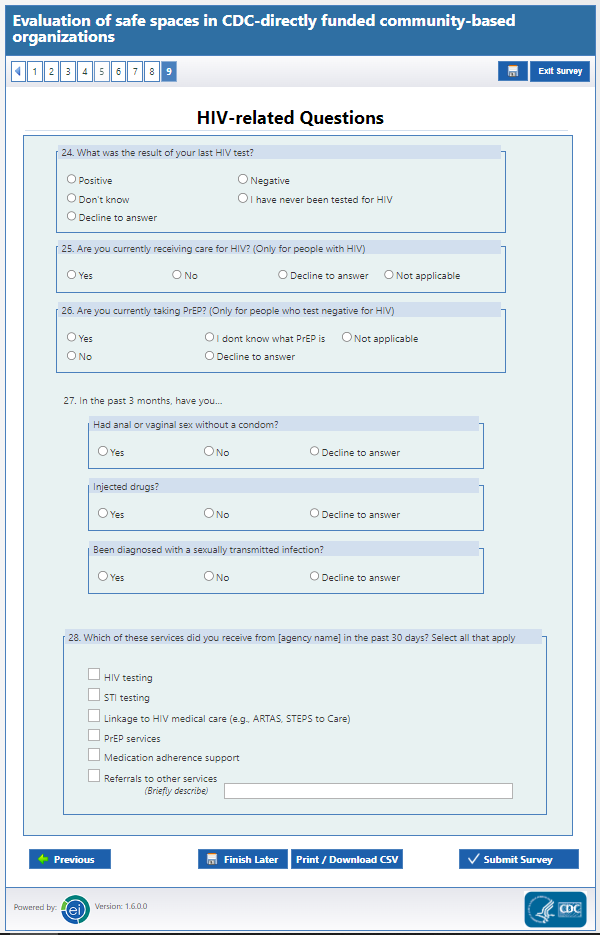 Evaluation of safe spaces in CDC-directly funded community-based
organizations
1 2 3 4 5 6 7 8 9
Exit Survey
HIV-related Questions
24. What was the result of your last HIV test?
Positive Negative
Don't know I have never been tested for HIV
Decline to answer
25. Are you currently receiving care for HIV? (Only for people with HIV)
Yes No Decline to answer Not applicable
26. Are you currently taking PrEP? (Only for people who test negative for HIV)
Yes I dont know what PrEP is Not applicable
No Decline to answer
27. In the past 3 months, have you...
Had anal or vaginal sex without a condom?
Yes No Decline to answer
Injected drugs?
Yes No Decline to answer
Been diagnosed with a sexually transmitted infection?
Yes No Decline to answer
28. Which of these services did you receive from [agency name] in the past 30 days? Select all that apply
HIV testing
STI testing
Linkage to HIV medical care (e.g., ARTAS, STEPS to Care)
PrEP services
Medication adherence support
Referrals to other services
(Briefly describe)
Previous Finish Later Print / Download CSV Submit Survey
Powered by: ei Version: 1.6.0.0 CDC